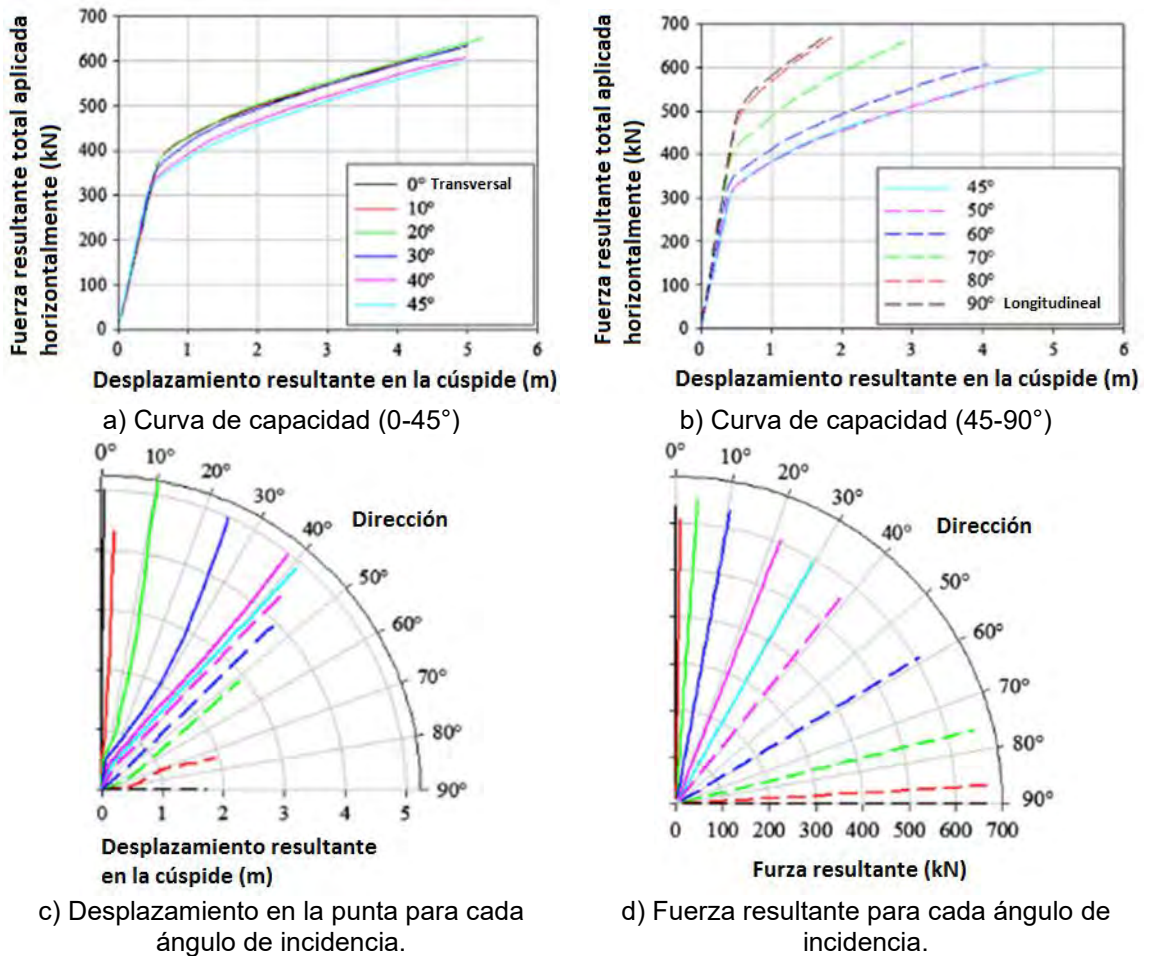 Fuerza resultante total aplicada
horizontalmente (kN)
700
600
500
400
300
200
100
0
0° Transversal
10°
20°
30°
40°
45°
0 1 2 3 4 5 6
Desplazamiento resultante en la cúspide (m)
a) Curva de capacidad (0-45°)
Fuerza resultante total aplicada
horizontalmente (kN)
700
600
500
400
300
200
100
0
45°
50°
60°
70°
80°
90° Longitudineal
0 1 2 3 4 5 6
Desplazamiento resultante en la cúspide (m)
b) Curva de capacidad (45-90°)
0°
10°
20°
30°
40°
50°
60°
70°
80°
90°
Dirección
0 1 2 3 4 5
Desplazamiento resultante
en la cúspide (m)
c) Desplazamiento en la punta para cada
ángulo de incidencia.
0°
10°
20°
30°
40°
50°
60°
70°
80°
90°
Dirección
0 100 200 300 400 500 600 700
Furza resultante (kN)
d) Fuerza resultante para cada ángulo de
incidencia.